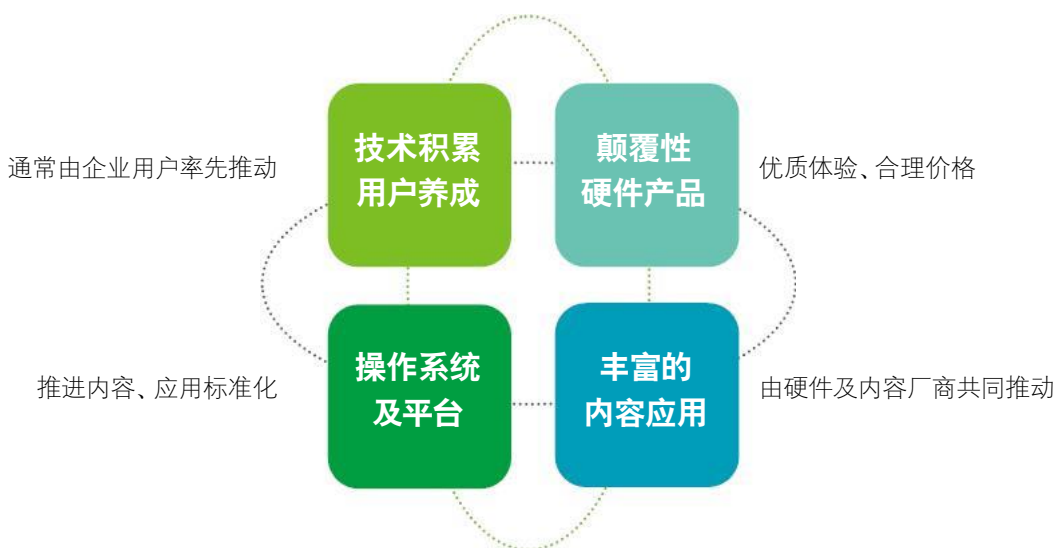 技术积累
用户养成
通常由企业用户率先推动
颠覆性
硬件产品
优质体验、合理价格
操作系统
及平台
推进内容、应用标准化
丰富的
内容应用
由硬件及内容厂商共同推动